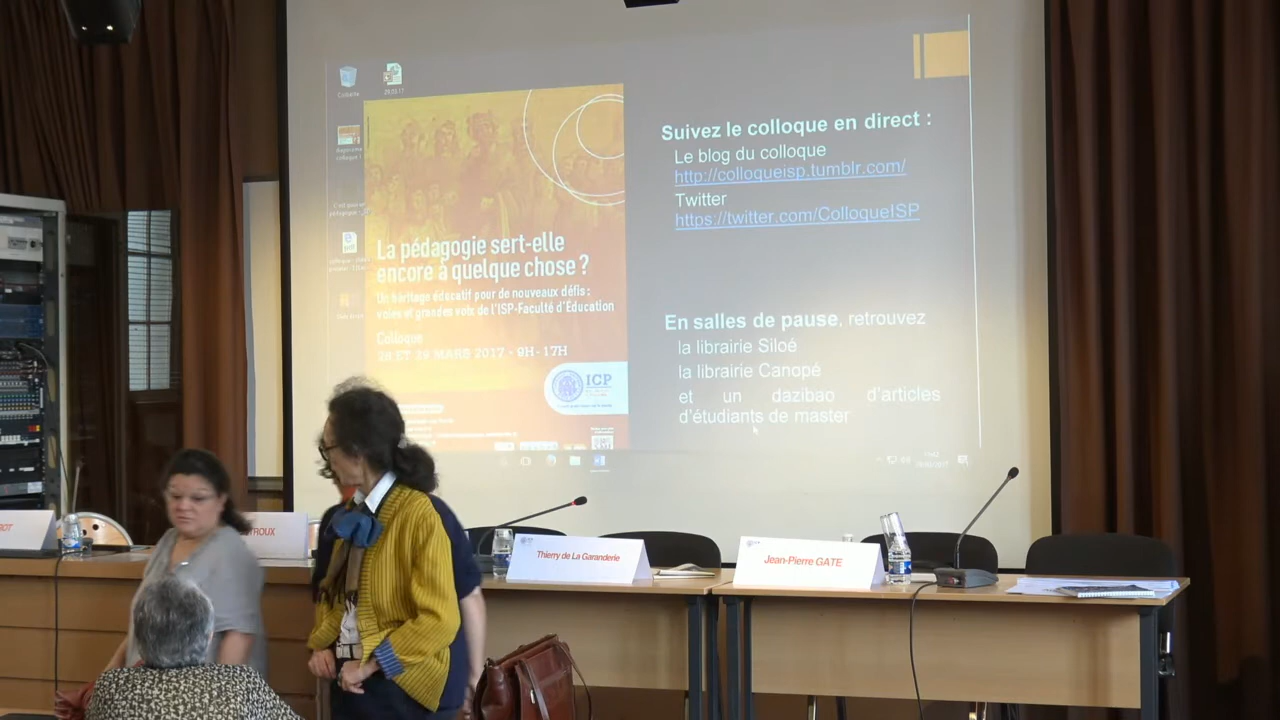 Suivez le colloque en direct :
Le blog du colloque
http://colloqueisp.tumblr.com/
Twitter
https://twitter.com/ColloqueISP
La pédagogie sert-elle
encore à quelque chose ?
Un héritage éducatif pour de nouveaux défis :
voies et grandes voix de l'ISP-Faculté d'Éducation
Colloque
28 ET 29 MARS 2017 - 9H-17H
ICP
En salles de pause, retrouvez
la librairie Siloé
la librairie Canopé
et un dazibao d'articles
d'étudiants de master
Thierry de La Garanderie
Jean-Pierre GATE